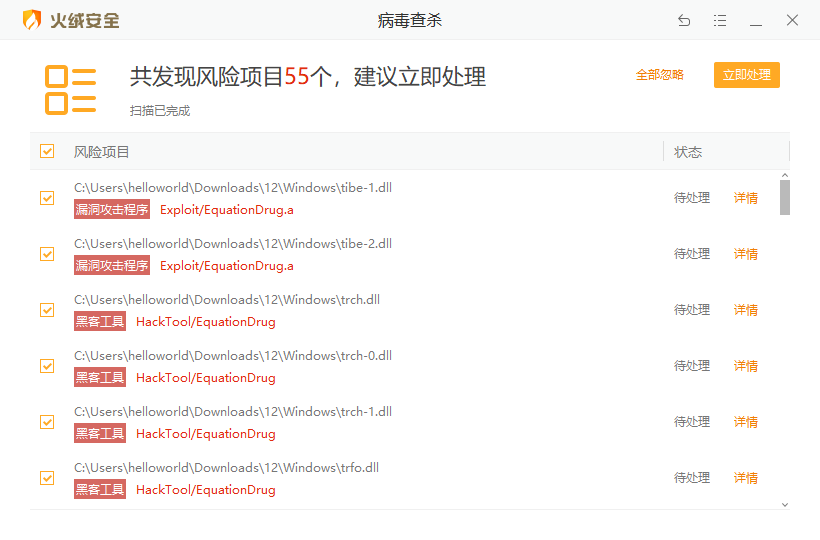 火绒安全
病毒查杀
共发现风险项目55个，建议立即处理
全部忽略
立即处理
扫描已完成
风险项目
状态
C:\Users\helloworld\Downloads\12\Windows\tibe-1.dll
漏洞攻击程序 Exploit/EquationDrug.a
待处理
详情
C:\Users\helloworld\Downloads\12\Windows\tibe-2.dll
漏洞攻击程序 Exploit/EquationDrug.a
待处理
详情
C:\Users\helloworld\Downloads\12\Windows\trch.dll
黑客工具 HackTool/EquationDrug
待处理
详情
C:\Users\helloworld\Downloads\12\Windows\trch-0.dll
黑客工具 HackTool/EquationDrug
待处理
详情
C:\Users\helloworld\Downloads\12\Windows\trch-1.dll
黑客工具 HackTool/EquationDrug
待处理
详情
C:\Users\helloworld\Downloads\12\Windows\trfo.dll
黑客工具 HackTool/EquationDrug
待处理
详情